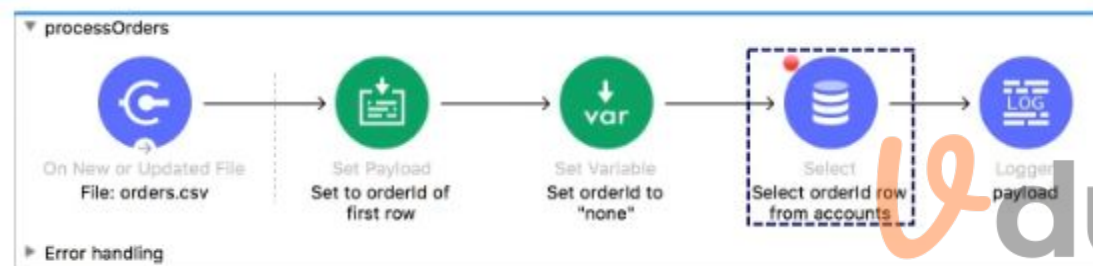 processOrders
var
LOG
On New or Updated File
Set Payload
Set Variable
Select
Logger
File: orders.csv
Set to orderId of
first row
Set orderId to
"none"
Select orderId row
from accounts
payload
Error handling